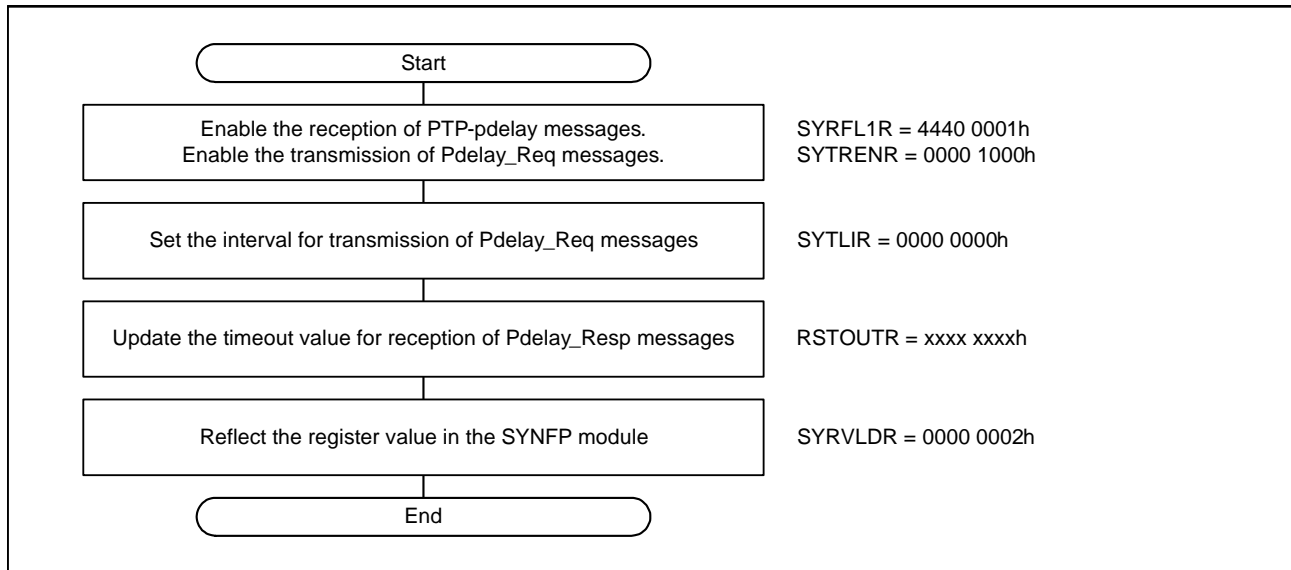 Start
Enable the reception of PTP-pdelay messages.
Enable the transmission of Pdelay_Req messages.
SYRFL1R = 4440 0001h
SYTRENR = 0000 1000h
Set the interval for transmission of Pdelay_Req messages
SYTLIR = 0000 0000h
Update the timeout value for reception of Pdelay_Resp messages
RSTOUTR = xxxx xxxxh
Reflect the register value in the SYNFP module
SYRVLDR = 0000 0002h
End